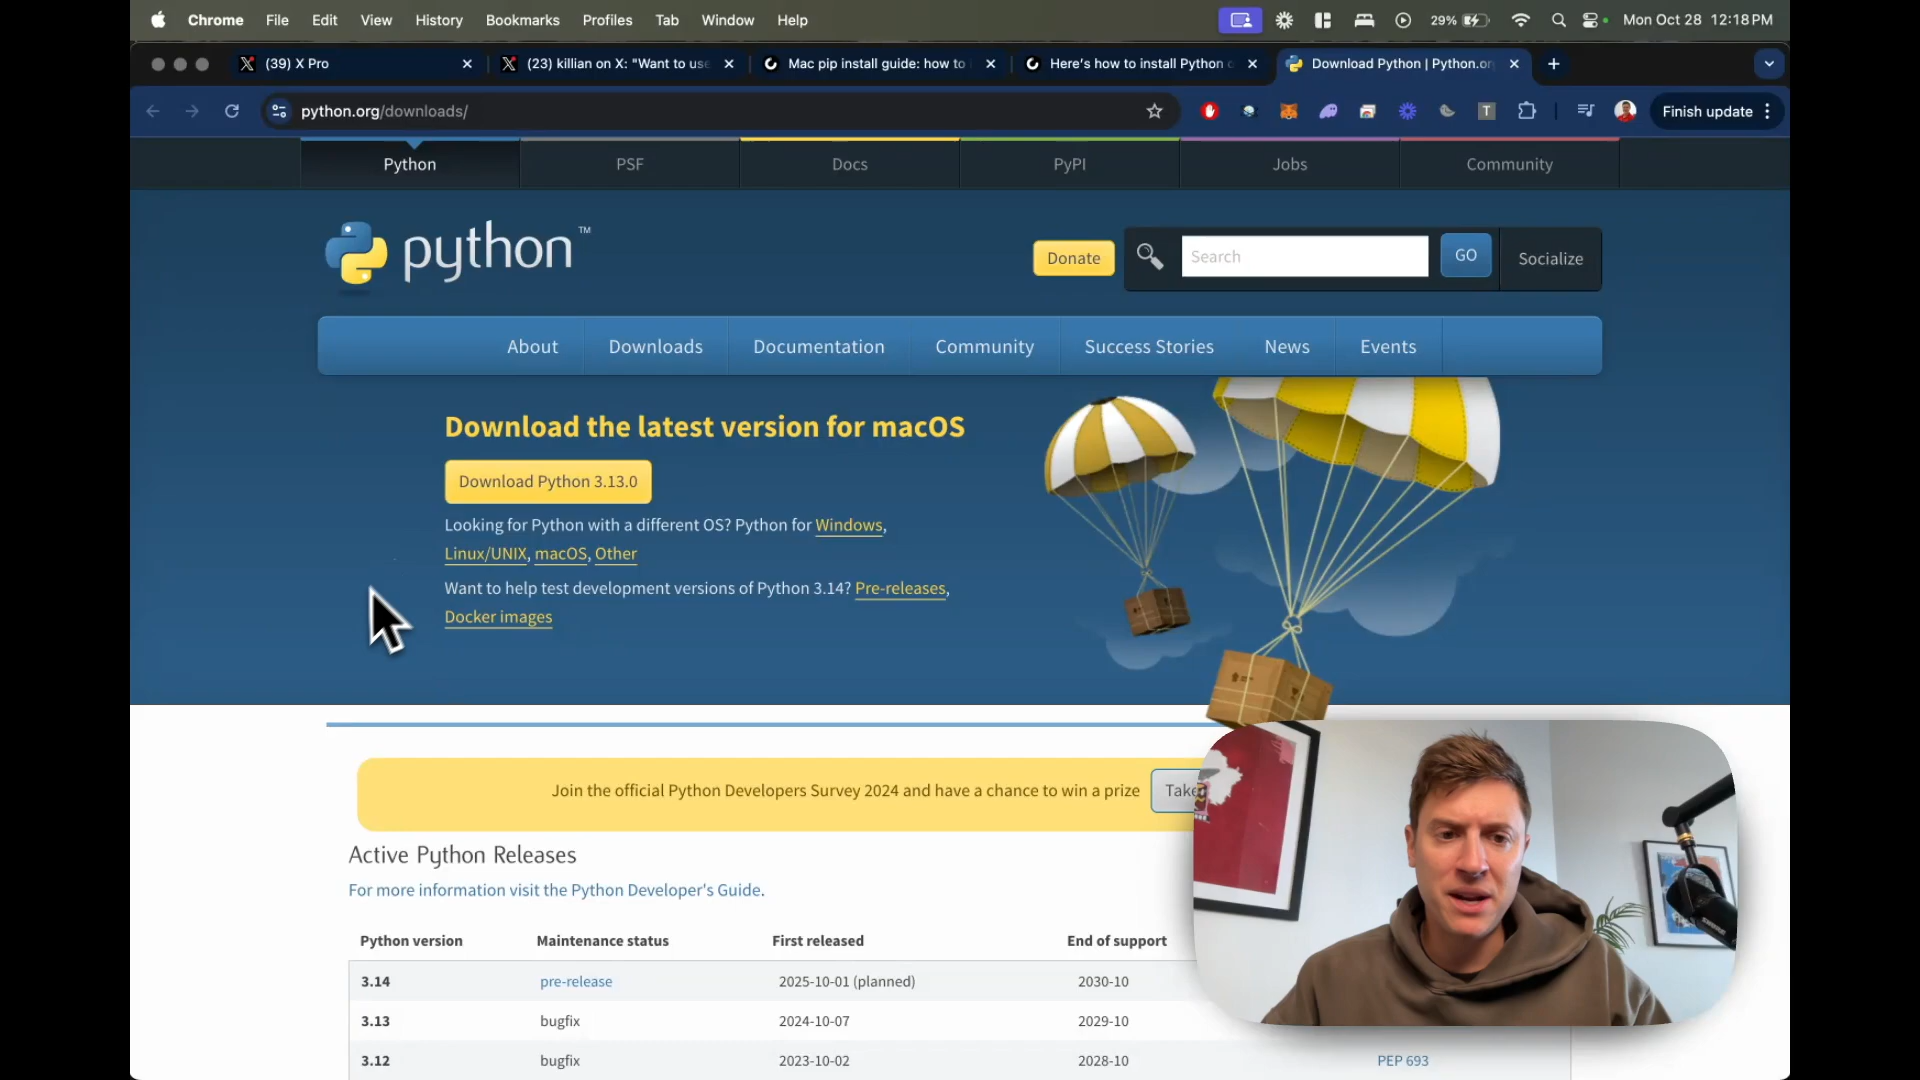 Chrome File Edit View History Bookmarks Profiles Tab Window Help 29% Mon Oct 28 12:18 PM
(39) X Pro (23) killian on X: "Want to use Mac pip install guide: how to Here's how to install Python Download Python | Python.org
python.org/downloads/ T Finish update
Python PSF Docs PyPI Jobs Community
python™ Donate Search GO Socialize
About Downloads Documentation Community Success Stories News Events
Download the latest version for macOS
Download Python 3.13.0
Looking for Python with a different OS? Python for Windows,
Linux/UNIX, macOS, Other
Want to help test development versions of Python 3.14? Pre-releases,
Docker images
Join the official Python Developers Survey 2024 and have a chance to win a prize Take
Active Python Releases
For more information visit the Python Developer's Guide.
Python version Maintenance status First released End of support
3.14 pre-release 2025-10-01 (planned) 2030-10
3.13 bugfix 2024-10-07 2029-10
3.12 bugfix 2023-10-02 2028-10 PEP 693